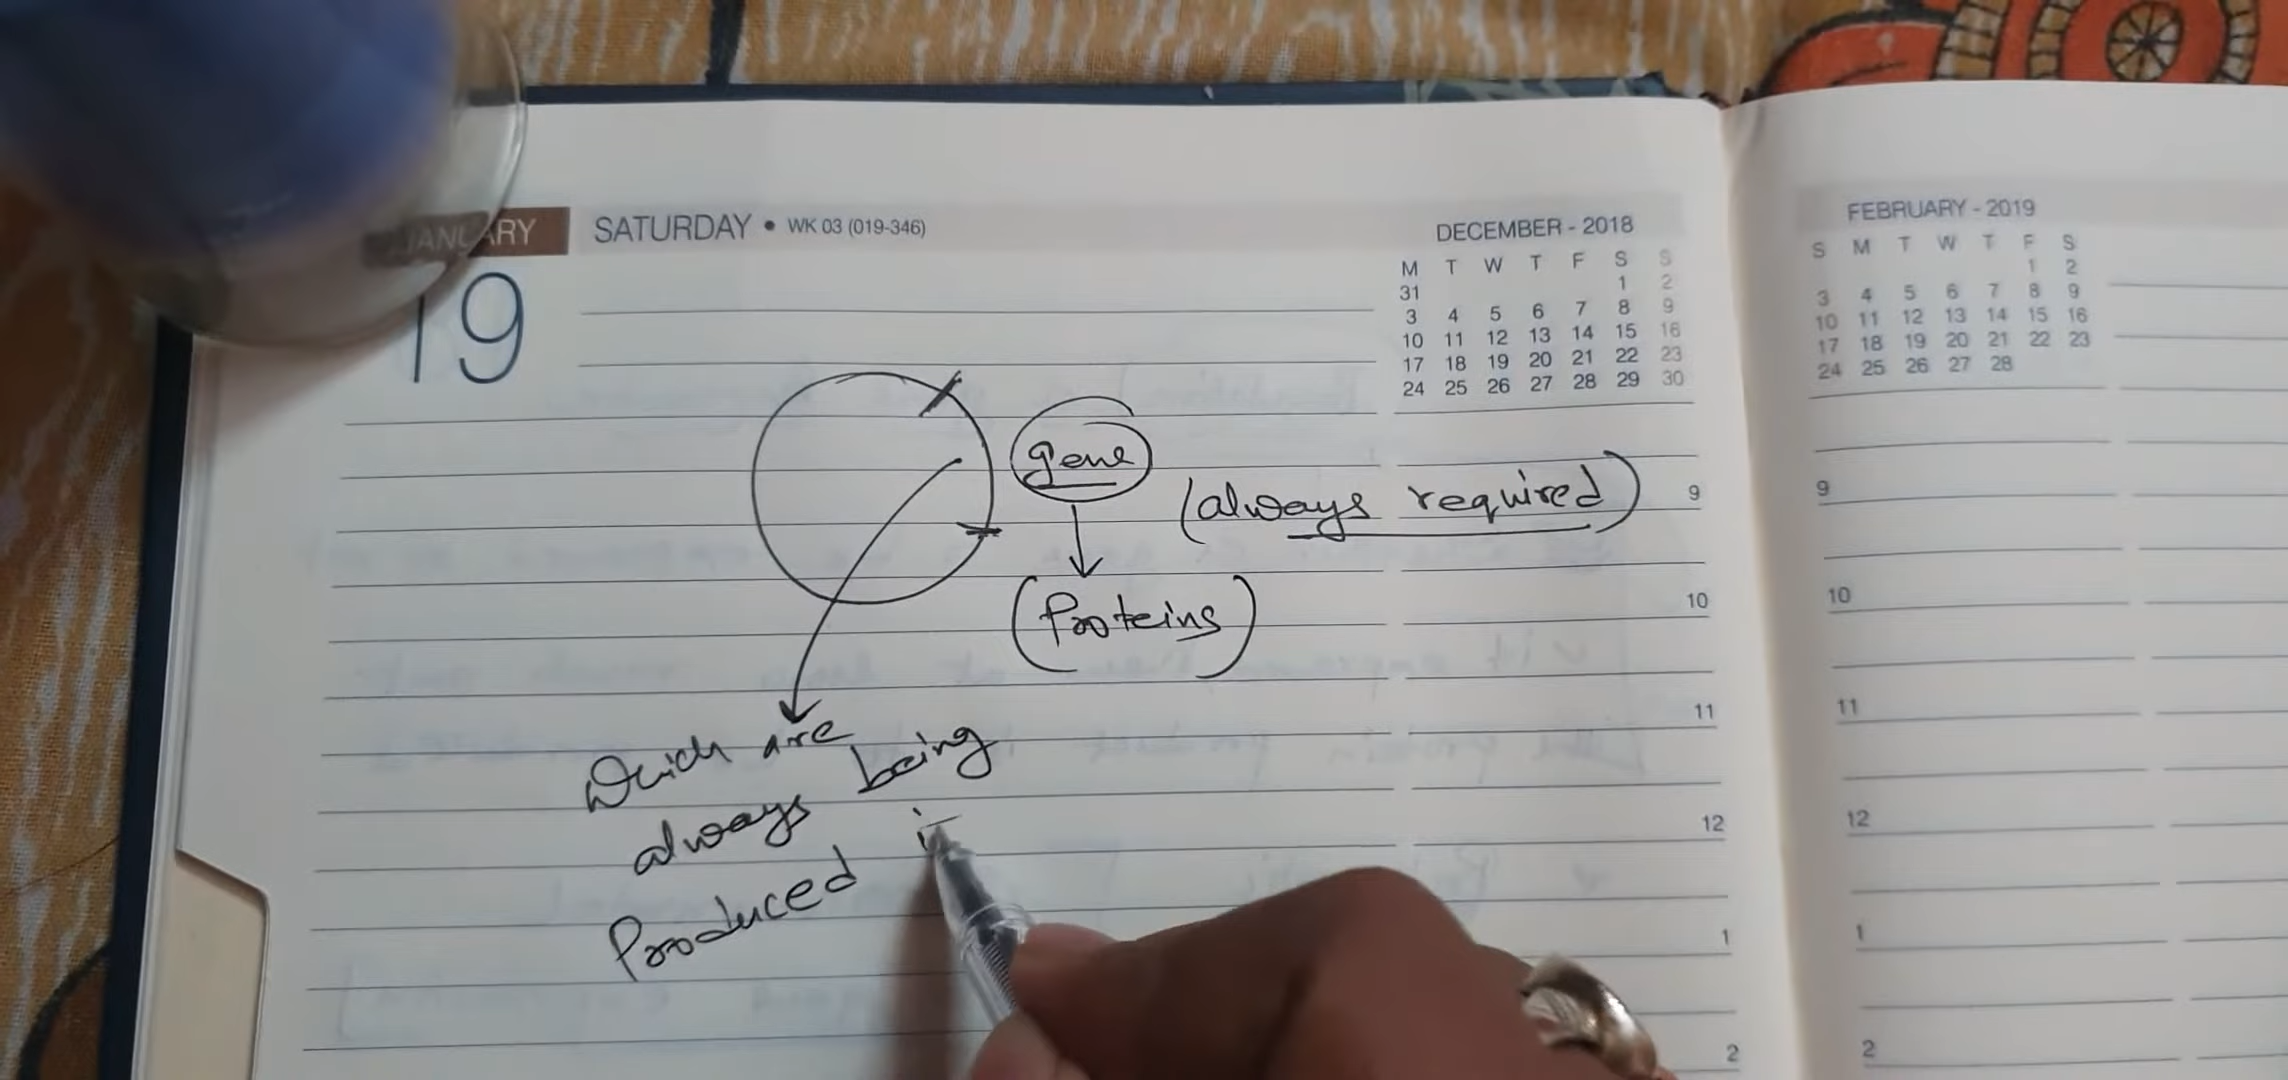 JANUARY SATURDAY • WK 03 (019-346)
19
DECEMBER - 2018
M T W T F S S
31 1 2
3 4 5 6 7 8 9
10 11 12 13 14 15 16
17 18 19 20 21 22 23
24 25 26 27 28 29 30
gene
(always required)
(Proteins)
which are
always being
Produced
9
10
11
12
1
2
FEBRUARY - 2019
S M T W T F S
1 2
3 4 5 6 7 8 9
10 11 12 13 14 15 16
17 18 19 20 21 22 23
24 25 26 27 28
9
10
11
12
1
2